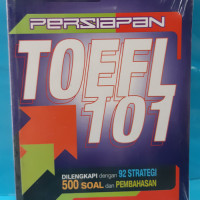 PERSIAPAN
TOEFL
101
DILENGKAPI dengan 92 STRATEGI
500 SOAL dan PEMBAHASAN